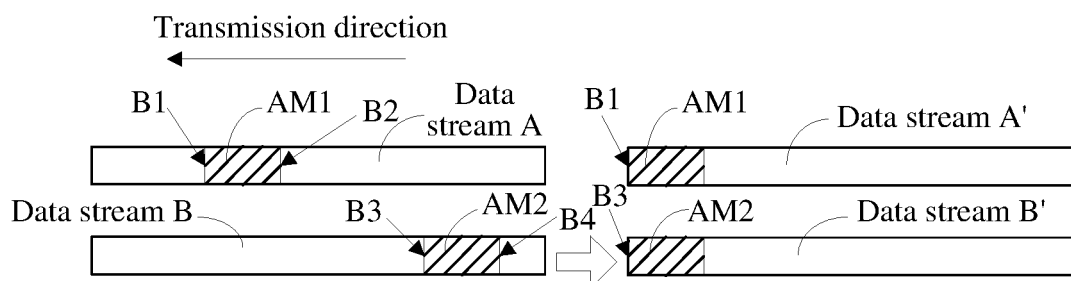 Transmission direction
B1
AM1
B2
Data
stream A
B1
AM1
Data stream A'
Data stream B
B3
AM2
B4
B3
AM2
Data stream B'